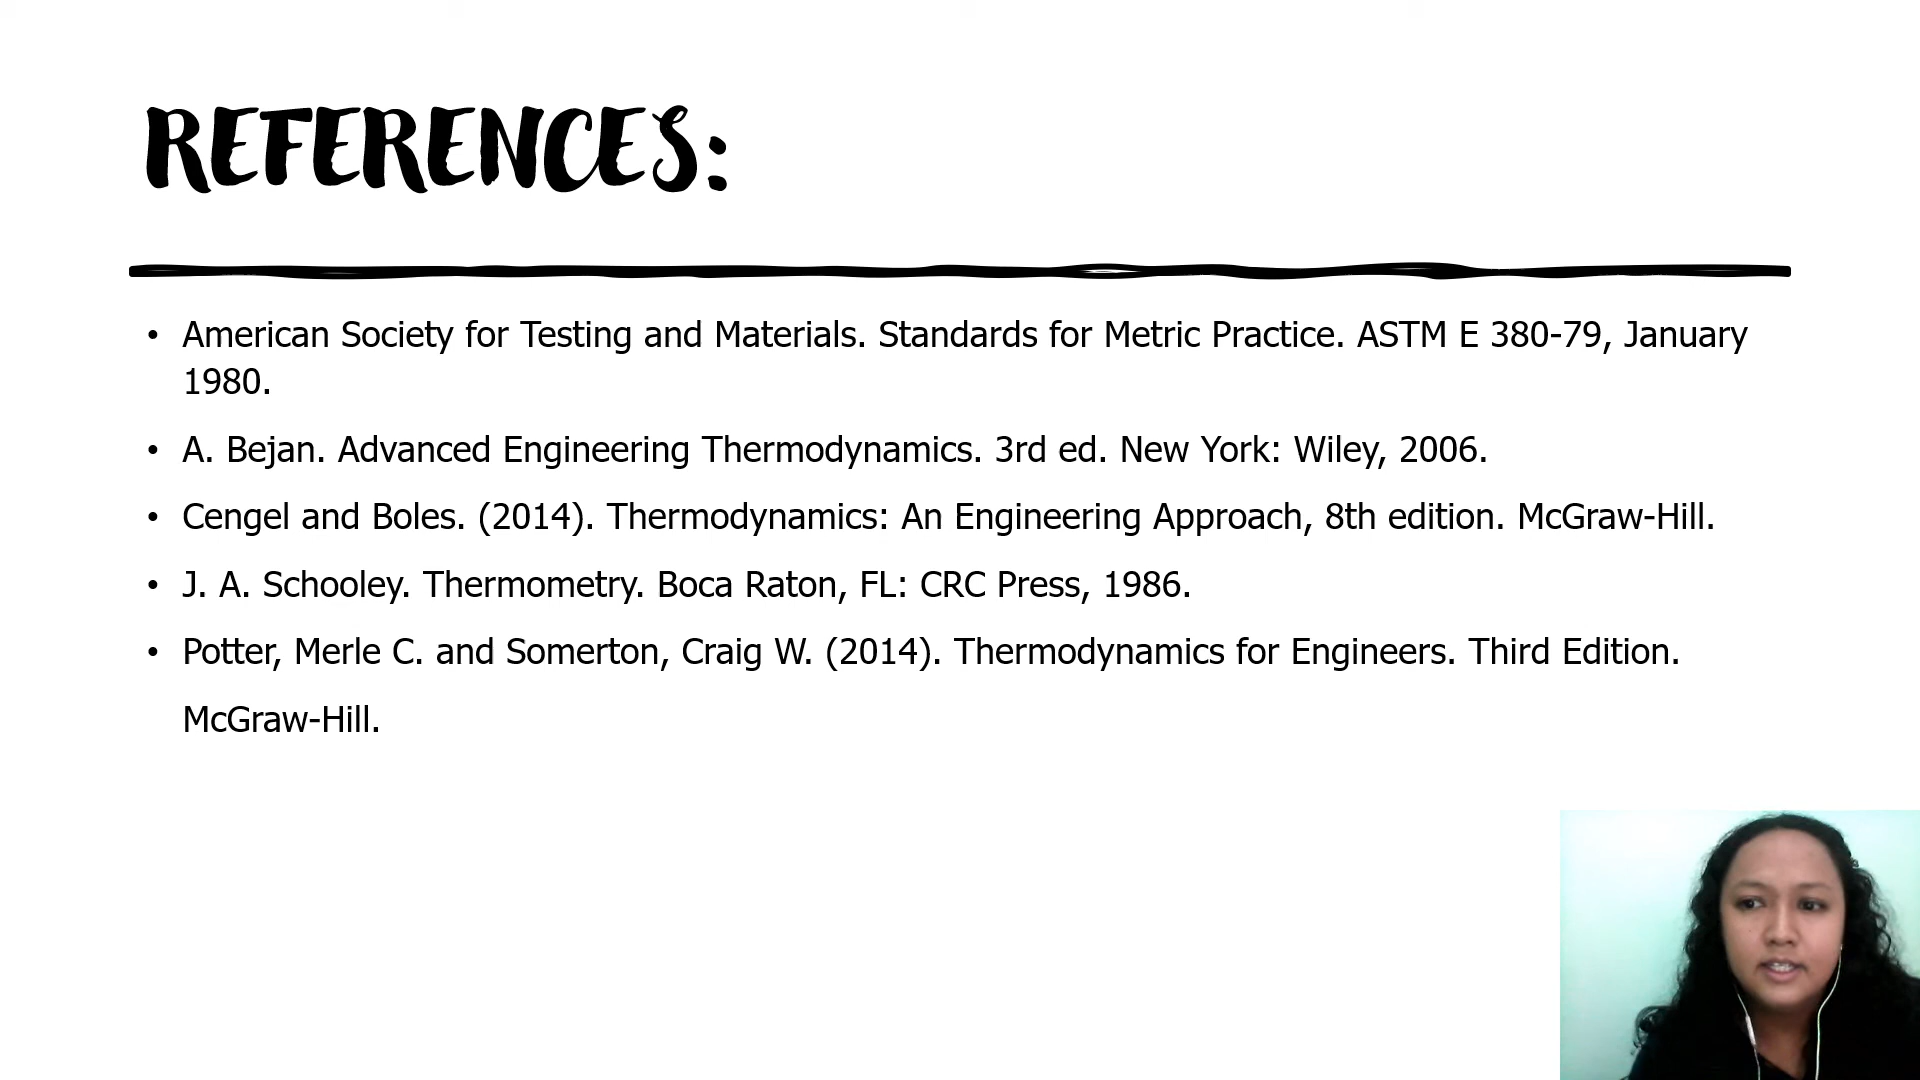 REFERENCES:
• American Society for Testing and Materials. Standards for Metric Practice. ASTM E 380-79, January
1980.
• A. Bejan. Advanced Engineering Thermodynamics. 3rd ed. New York: Wiley, 2006.
• Cengel and Boles. (2014). Thermodynamics: An Engineering Approach, 8th edition. McGraw-Hill.
• J. A. Schooley. Thermometry. Boca Raton, FL: CRC Press, 1986.
• Potter, Merle C. and Somerton, Craig W. (2014). Thermodynamics for Engineers. Third Edition.
McGraw-Hill.